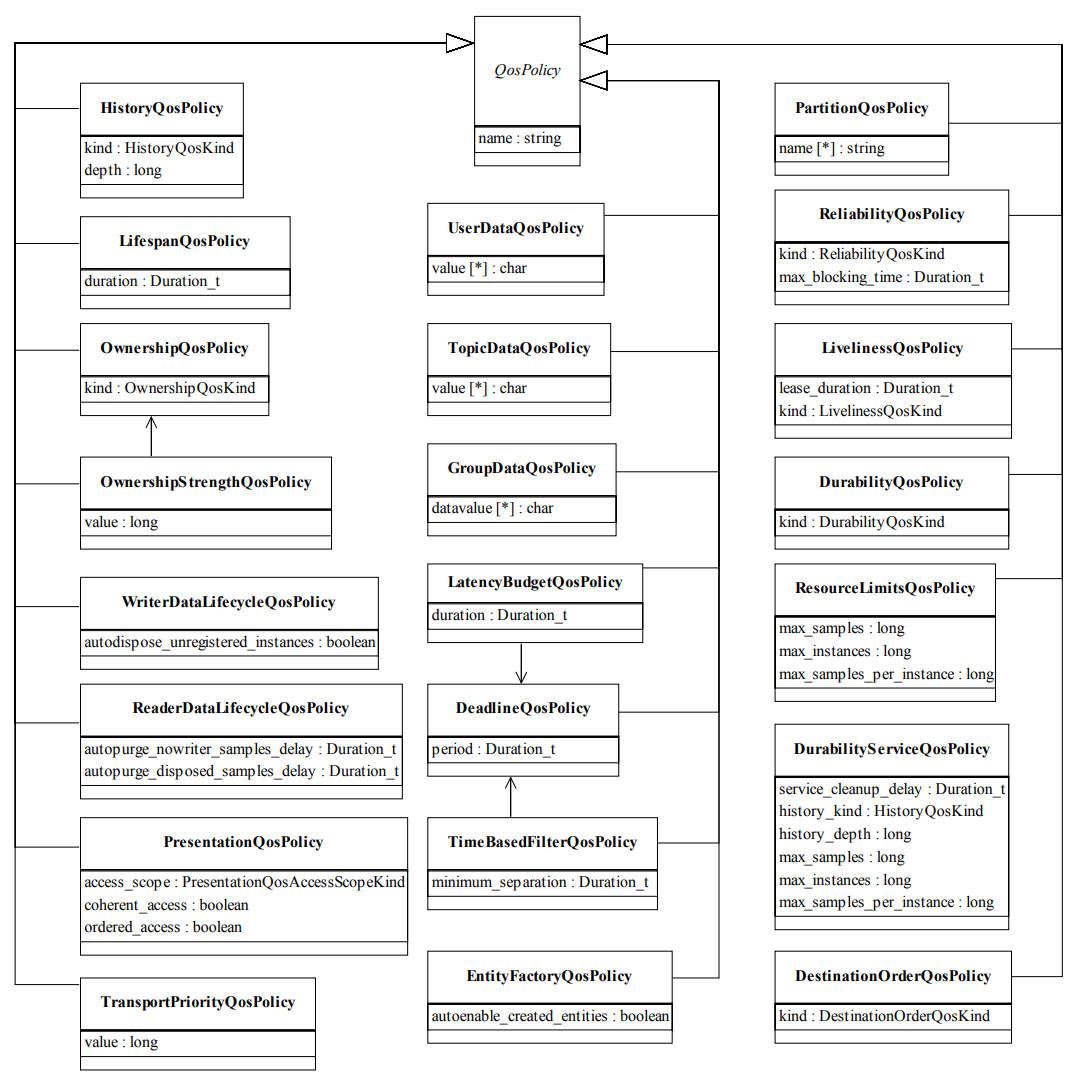 QosPolicy
name : string
HistoryQosPolicy
kind : HistoryQosKind
depth : long
LifespanQosPolicy
duration : Duration_t
OwnershipQosPolicy
kind : OwnershipQosKind
OwnershipStrengthQosPolicy
value : long
WriterDataLifecycleQosPolicy
autodispose_unregistered_instances : boolean
ReaderDataLifecycleQosPolicy
autopurge_nowriter_samples_delay : Duration_t
autopurge_disposed_samples_delay : Duration_t
PresentationQosPolicy
access_scope : PresentationQosAccessScopeKind
coherent_access : boolean
ordered_access : boolean
TransportPriorityQosPolicy
value : long
UserDataQosPolicy
value [*] : char
TopicDataQosPolicy
value [*] : char
GroupDataQosPolicy
datavalue [*] : char
LatencyBudgetQosPolicy
duration : Duration_t
DeadlineQosPolicy
period : Duration_t
TimeBasedFilterQosPolicy
minimum_separation : Duration_t
EntityFactoryQosPolicy
autoenable_created_entities : boolean
PartitionQosPolicy
name [*] : string
ReliabilityQosPolicy
kind : ReliabilityQosKind
max_blocking_time : Duration_t
LivelinessQosPolicy
lease_duration : Duration_t
kind : LivelinessQosKind
DurabilityQosPolicy
kind : DurabilityQosKind
ResourceLimitsQosPolicy
max_samples : long
max_instances : long
max_samples_per_instance : long
DurabilityServiceQosPolicy
service_cleanup_delay : Duration_t
history_kind : HistoryQosKind
history_depth : long
max_samples : long
max_instances : long
max_samples_per_instance : long
DestinationOrderQosPolicy
kind : DestinationOrderQosKind